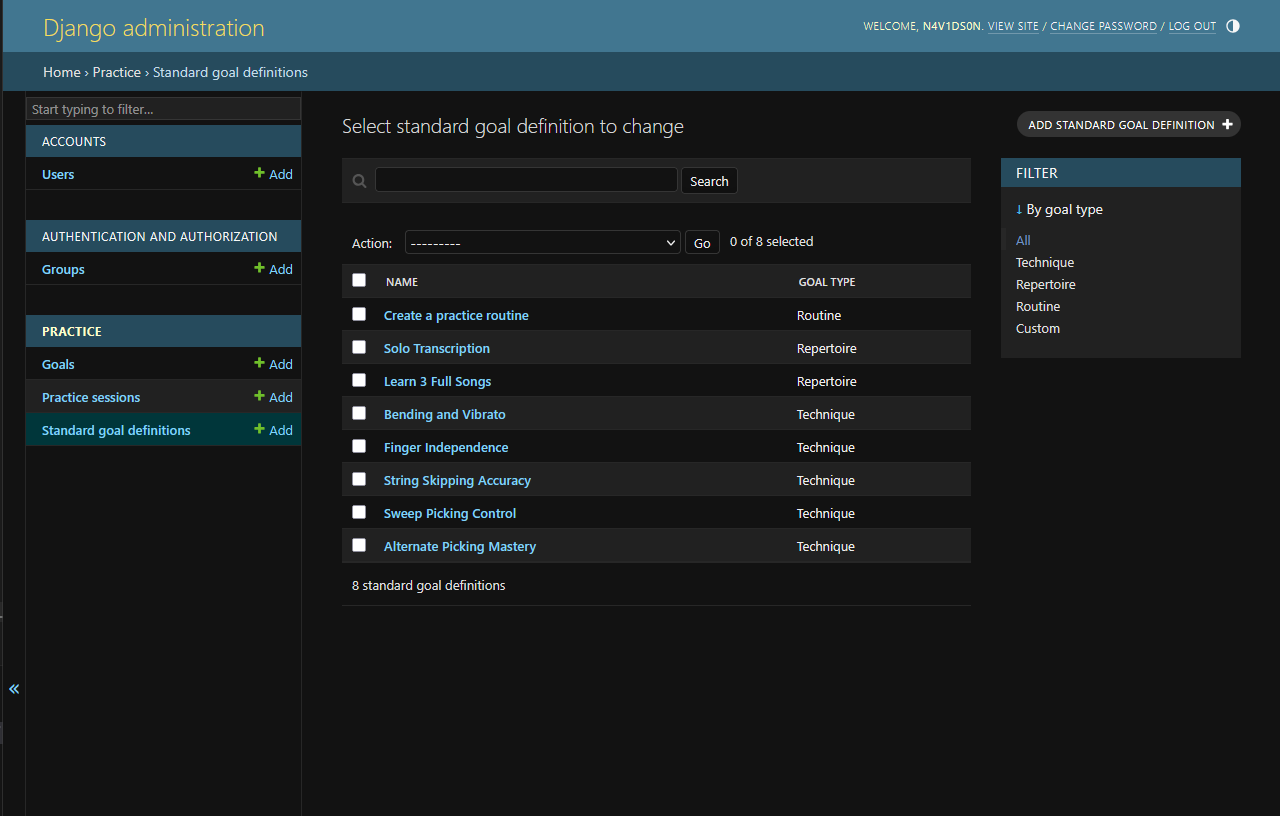 Django administration
WELCOME, N4V1DS0N. VIEW SITE / CHANGE PASSWORD / LOG OUT
Home › Practice › Standard goal definitions
Start typing to filter...
ACCOUNTS
Users + Add
AUTHENTICATION AND AUTHORIZATION
Groups + Add
PRACTICE
Goals + Add
Practice sessions + Add
Standard goal definitions + Add
«
Select standard goal definition to change
ADD STANDARD GOAL DEFINITION +
Search
Action: --------- Go 0 of 8 selected
NAME GOAL TYPE
Create a practice routine Routine
Solo Transcription Repertoire
Learn 3 Full Songs Repertoire
Bending and Vibrato Technique
Finger Independence Technique
String Skipping Accuracy Technique
Sweep Picking Control Technique
Alternate Picking Mastery Technique
8 standard goal definitions
FILTER
↓ By goal type
All
Technique
Repertoire
Routine
Custom